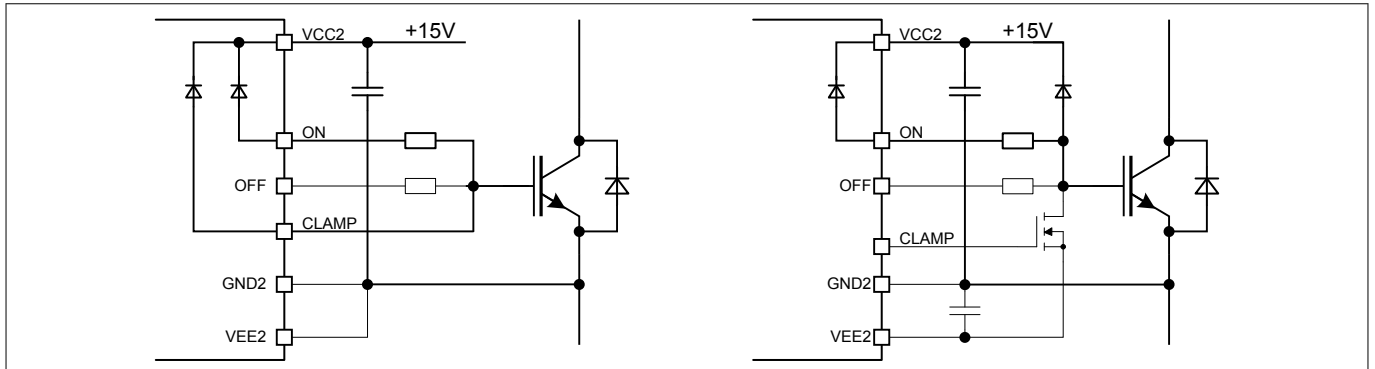 VCC2
+15V
ON
OFF
CLAMP
GND2
VEE2
VCC2
+15V
ON
OFF
CLAMP
GND2
VEE2